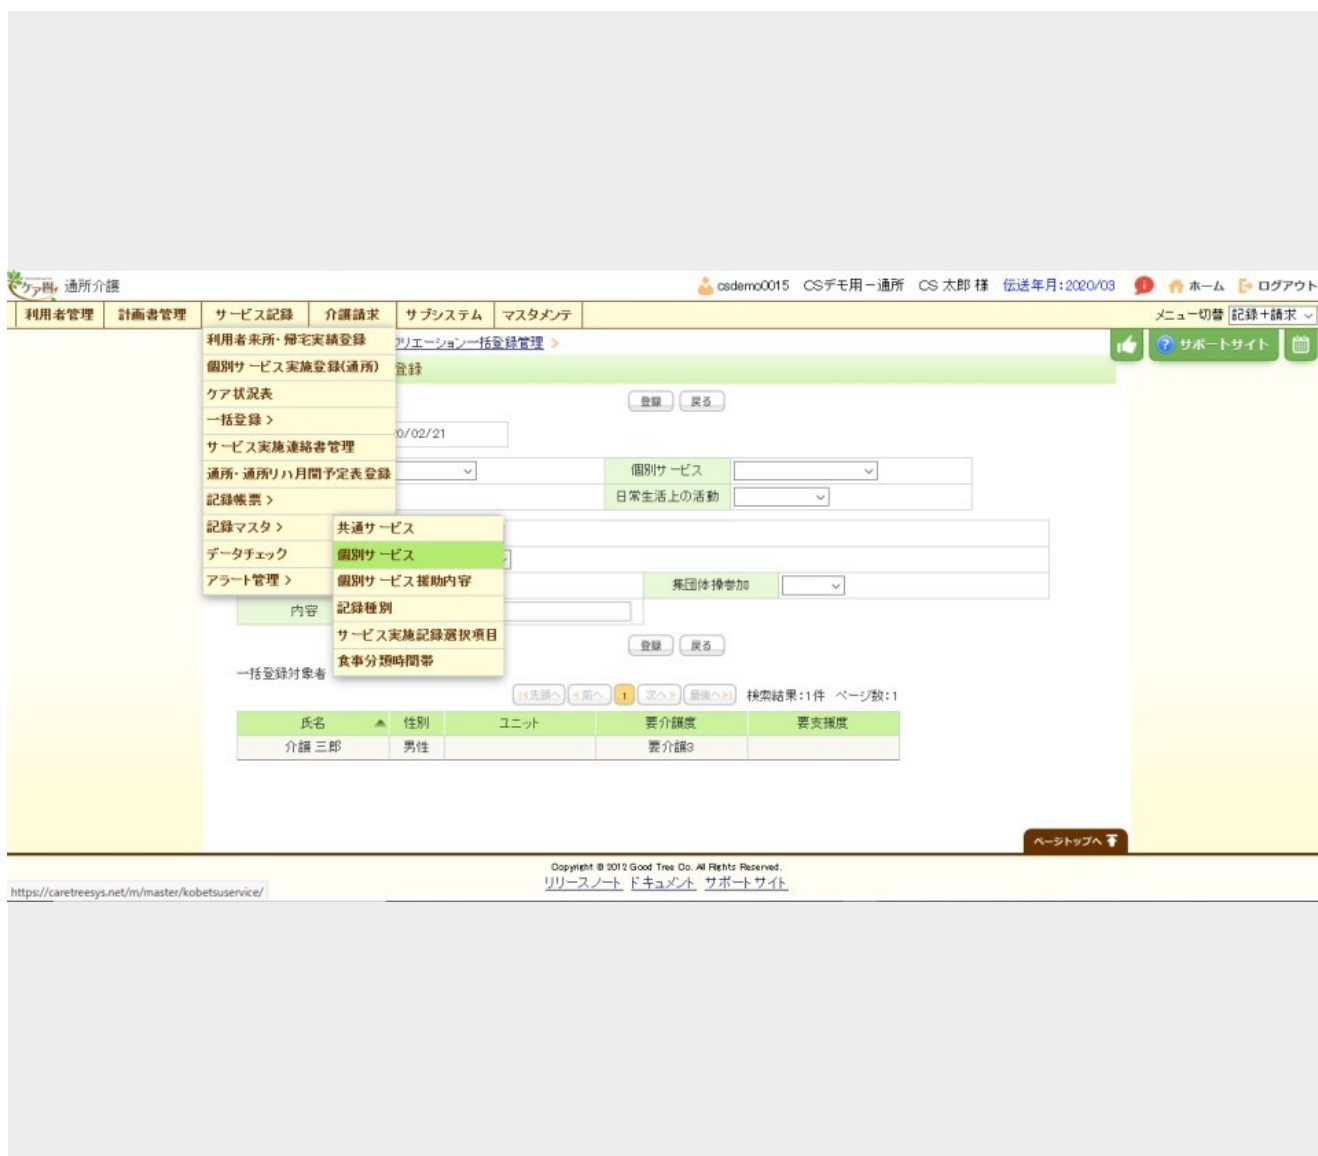 ケア樹 通所介護 csdemo0015 CSデモ用－通所 CS 太郎 様 伝送年月:2020/03 ホーム ログアウト
利用者管理 計画書管理 サービス記録 介護請求 サブシステム マスタメンテ メニュー切替 記録＋請求
利用者来所・帰宅実績登録 クリエーション一括登録管理 > サポートサイト
個別サービス実施登録(通所) 登録
ケア状況表 登録 戻る
一括登録 >
0/02/21
サービス実施連絡書管理
通所・通所リハ月間予定表登録 個別サービス
記録帳票 > 日常生活上の活動
記録マスタ > 共通サービス
データチェック 個別サービス
アラート管理 > 個別サービス援助内容 集団体操参加
内容 記録種別
サービス実施記録選択項目 登録 戻る
食事分類時間帯
一括登録対象者
先頭へ 前へ 1 次へ 最後へ 検索結果:1件 ページ数:1
氏名 ▲ 性別 ユニット 要介護度 要支援度
介護 三郎 男性 要介護3
ページトップへ
Copyright © 2012 Good Tree Co. All Rights Reserved.
リリースノート ドキュメント サポートサイト
https://caretreesys.net/m/master/kobetsuservice/